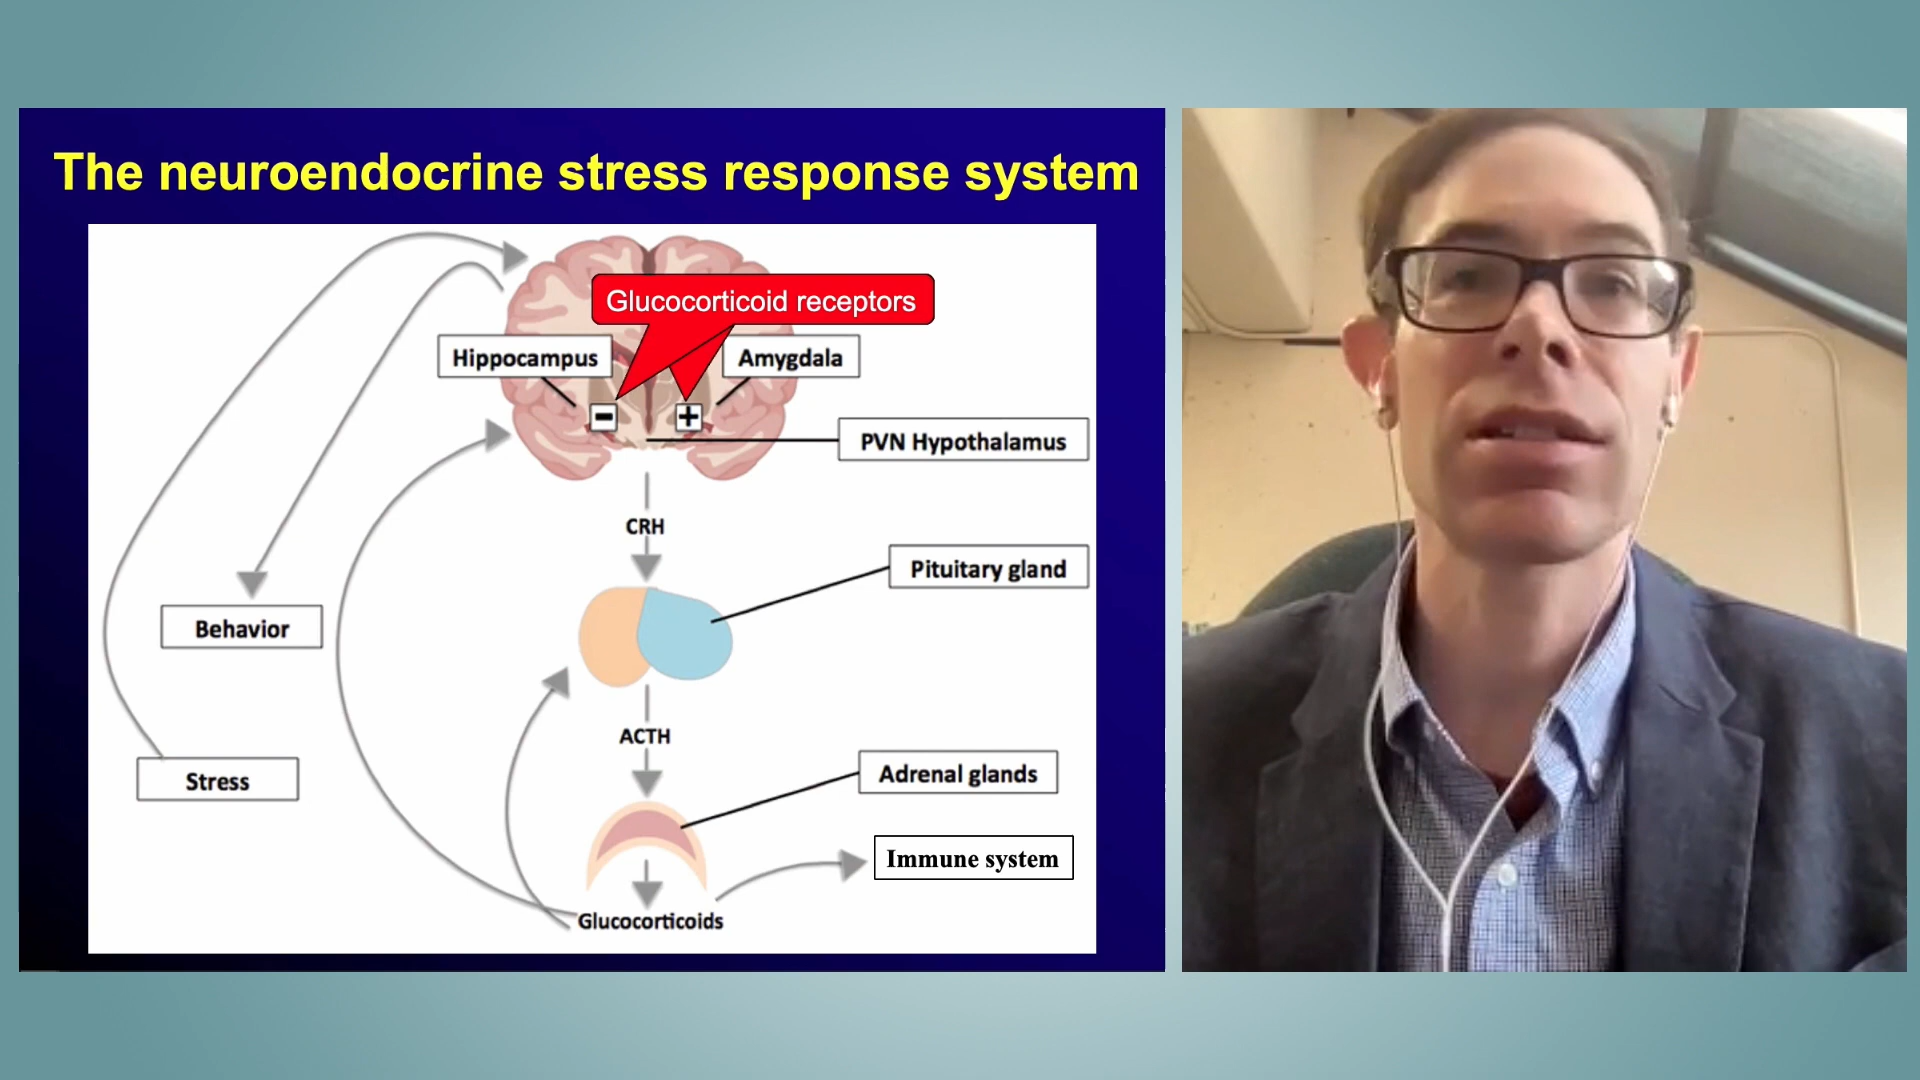 The neuroendocrine stress response system
Glucocorticoid receptors
Hippocampus
Amygdala
-
+
PVN Hypothalamus
CRH
Pituitary gland
Behavior
ACTH
Stress
Adrenal glands
Immune system
Glucocorticoids